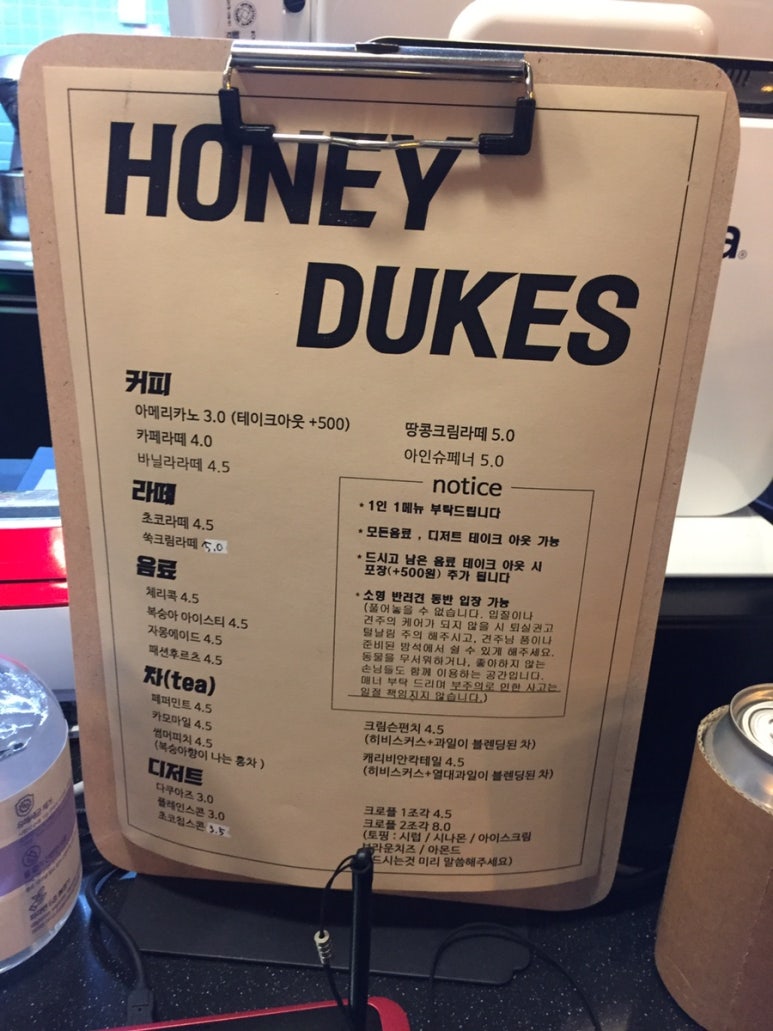 HONEY
DUKES
커피
아메리카노 3.0 (테이크아웃 +500)
카페라떼 4.0
바닐라라떼 4.5
땅콩크림라떼 5.0
아인슈페너 5.0
라떼
초코라떼 4.5
쑥크림라떼 5.0
음료
체리콕 4.5
복숭아 아이스티 4.5
자몽에이드 4.5
패션후르츠 4.5
notice
* 1인 1메뉴 부탁드립니다
* 모든음료 , 디저트 테이크 아웃 가능
* 드시고 남은 음료 테이크 아웃 시
포장(+500원) 추가 됩니다
* 소형 반려견 동반 입장 가능
(풀어놓을 수 없습니다. 입질이나
견주의 케어가 되지 않을 시 퇴실권고
털날림 주의 해주시고, 견주님 품이나
준비된 방석에서 쉴 수 있게 해주세요.
동물을 무서워하거나, 좋아하지 않는
손님들도 함께 이용하는 공간입니다.
매너 부탁 드리며 부주의로 인한 사고는
일절 책임지지 않습니다.)
차(tea)
페퍼민트 4.5
카모마일 4.5
썸머피치 4.5
(복숭아향이 나는 홍차 )
크림슨펀치 4.5
(히비스커스+과일이 블렌딩된 차)
캐리비안칵테일 4.5
(히비스커스+열대과일이 블렌딩된 차)
디저트
다쿠아즈 3.0
플레인스콘 3.0
초코칩스콘 3.5
크로플 1조각 4.5
크로플 2조각 8.0
(토핑 : 시럽 / 시나몬 / 아이스크림
브라운치즈 / 아몬드
드시는것 미리 말씀해주세요)
a®